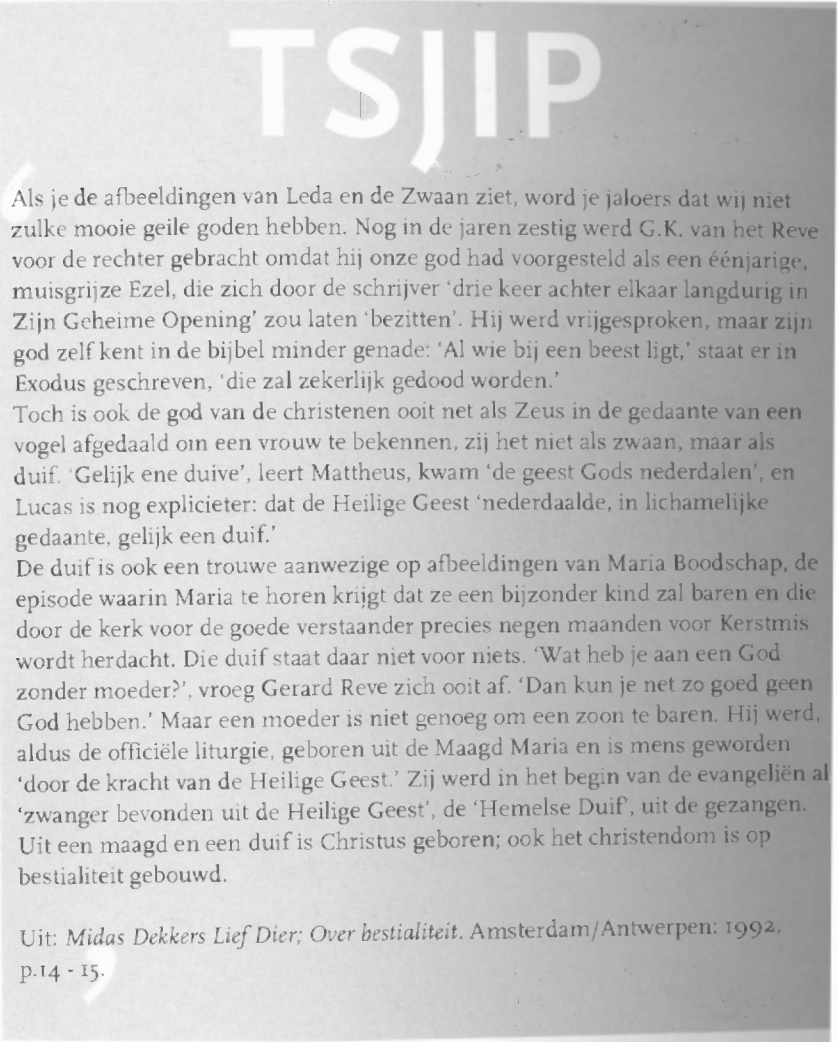 TSJIP
Als je de afbeeldingen van Leda en de Zwaan ziet, word je jaloers dat wij niet
zulke mooie geile goden hebben. Nog in de jaren zestig werd G.K. van het Reve
voor de rechter gebracht omdat hij onze god had voorgesteld als een éénjarige,
muisgrijze Ezel, die zich door de schrijver ‘drie keer achter elkaar langdurig in
Zijn Geheime Opening’ zou laten ‘bezitten’. Hij werd vrijgesproken, maar zijn
god zelf kent in de bijbel minder genade: ‘Al wie bij een beest ligt,’ staat er in
Exodus geschreven, ‘die zal zekerlijk gedood worden.’
Toch is ook de god van de christenen ooit net als Zeus in de gedaante van een
vogel afgedaald om een vrouw te bekennen, zij het niet als zwaan, maar als
duif. ‘Gelijk ene duive’, leert Mattheus, kwam ‘de geest Gods nederdalen’, en
Lucas is nog explicieter: dat de Heilige Geest ‘nederdaalde, in lichamelijke
gedaante, gelijk een duif.’
De duif is ook een trouwe aanwezige op afbeeldingen van Maria Boodschap, de
episode waarin Maria te horen krijgt dat ze een bijzonder kind zal baren en die
door de kerk voor de goede verstaander precies negen maanden voor Kerstmis
wordt herdacht. Die duif staat daar niet voor niets. ‘Wat heb je aan een God
zonder moeder?’, vroeg Gerard Reve zich ooit af. ‘Dan kun je net zo goed geen
God hebben.’ Maar een moeder is niet genoeg om een zoon te baren. Hij werd,
aldus de officiële liturgie, geboren uit de Maagd Maria en is mens geworden
‘door de kracht van de Heilige Geest.’ Zij werd in het begin van de evangeliën al
‘zwanger bevonden uit de Heilige Geest’, de ‘Hemelse Duif’, uit de gezangen.
Uit een maagd en een duif is Christus geboren; ook het christendom is op
bestialiteit gebouwd.
Uit: Midas Dekkers Lief Dier; Over bestialiteit. Amsterdam/Antwerpen: 1992,
p.14 - 15.